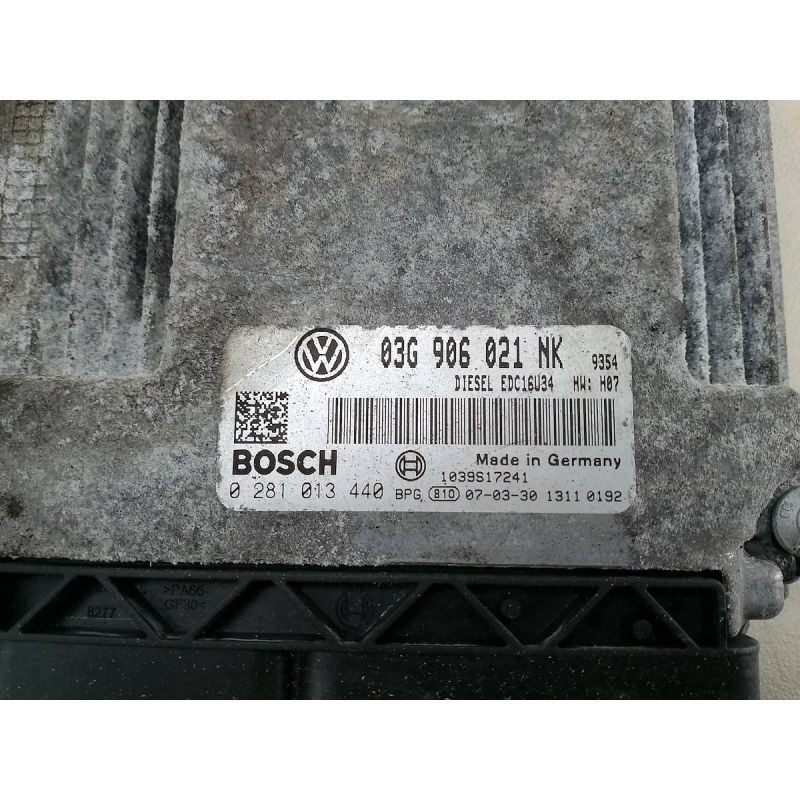 VW 03G 906 021 NK 9354
DIESEL EDC16U34 HW: H07
BOSCH Made in Germany
1039S17241
0 281 013 440 BPG 810 07-03-30 1311 0192
>PA66-
GF30<
8277